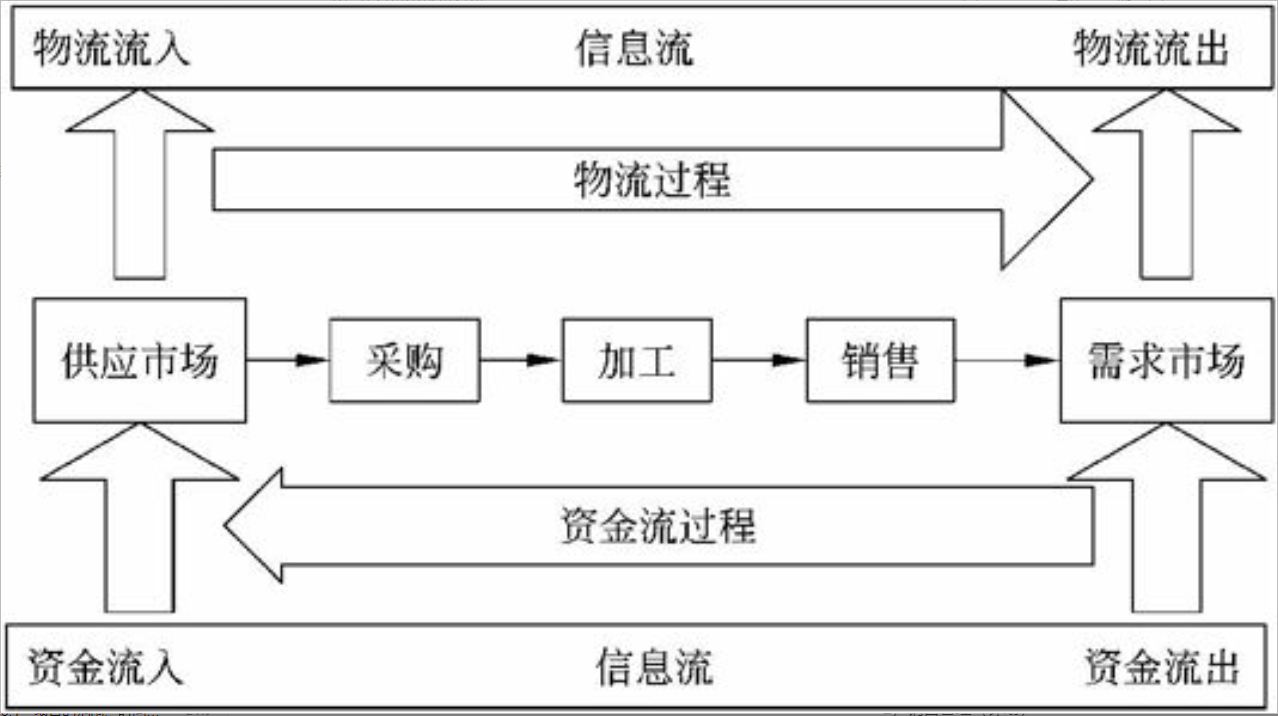 物流流入 信息流 物流流出
物流过程
供应市场 采购 加工 销售 需求市场
资金流过程
资金流入 信息流 资金流出